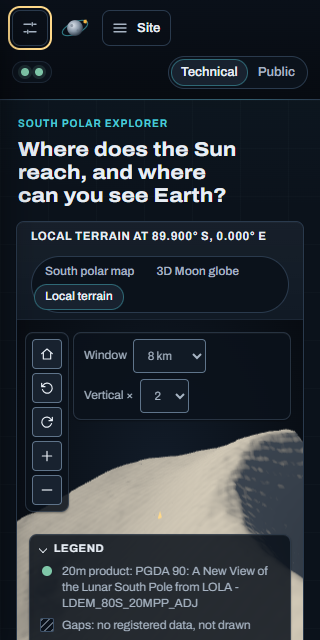 Site
Technical
Public
SOUTH POLAR EXPLORER
Where does the Sun
reach, and where
can you see Earth?
LOCAL TERRAIN AT 89.900° S, 0.000° E
South polar map
3D Moon globe
Local terrain
Window
8 km
Vertical ×
2
LEGEND
20m product: PGDA 90: A New View of
the Lunar South Pole from LOLA -
LDEM_80S_20MPP_ADJ
Gaps: no registered data, not drawn